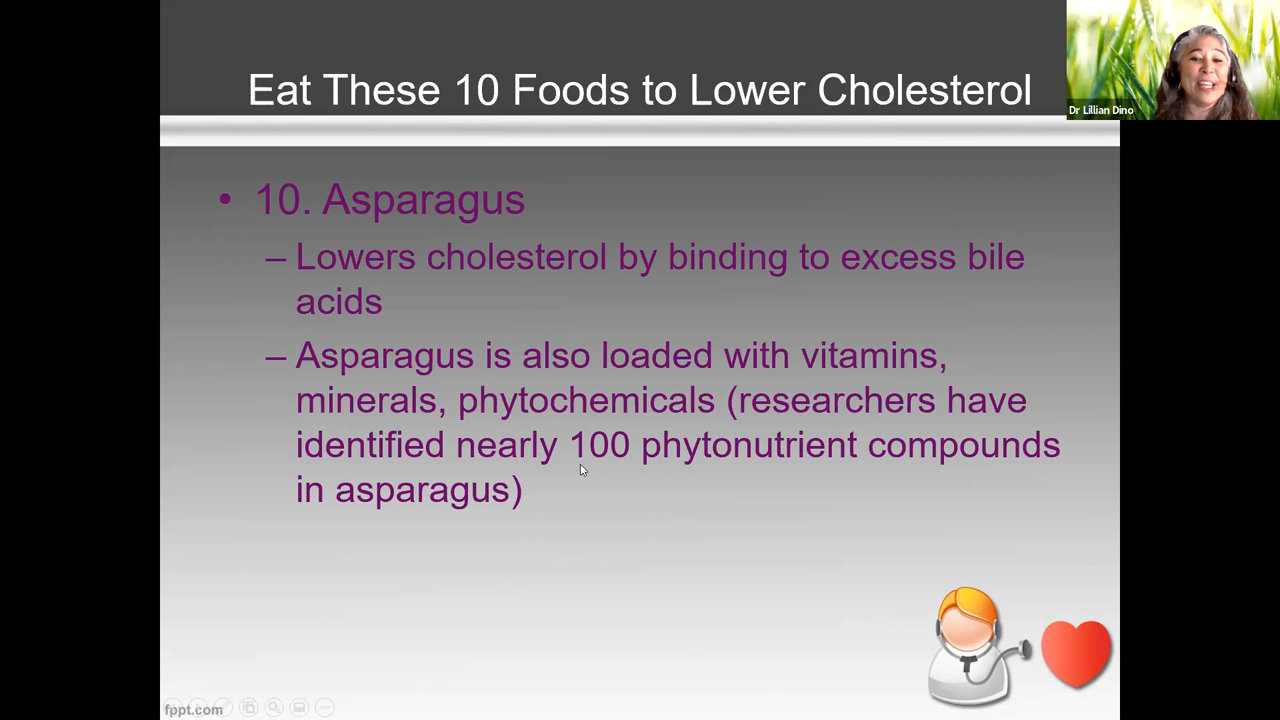 Eat These 10 Foods to Lower Cholesterol
Dr Lillian Dino
• 10. Asparagus
– Lowers cholesterol by binding to excess bile
acids
– Asparagus is also loaded with vitamins,
minerals, phytochemicals (researchers have
identified nearly 100 phytonutrient compounds
in asparagus)
fppt.com